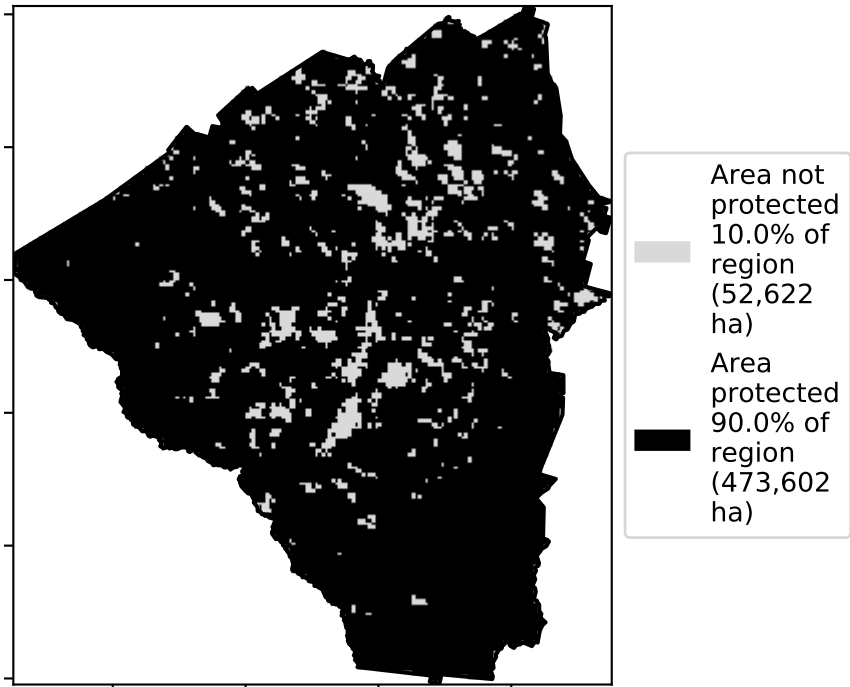 Area not
protected
10.0% of
region
(52,622
ha)
Area
protected
90.0% of
region
(473,602
ha)